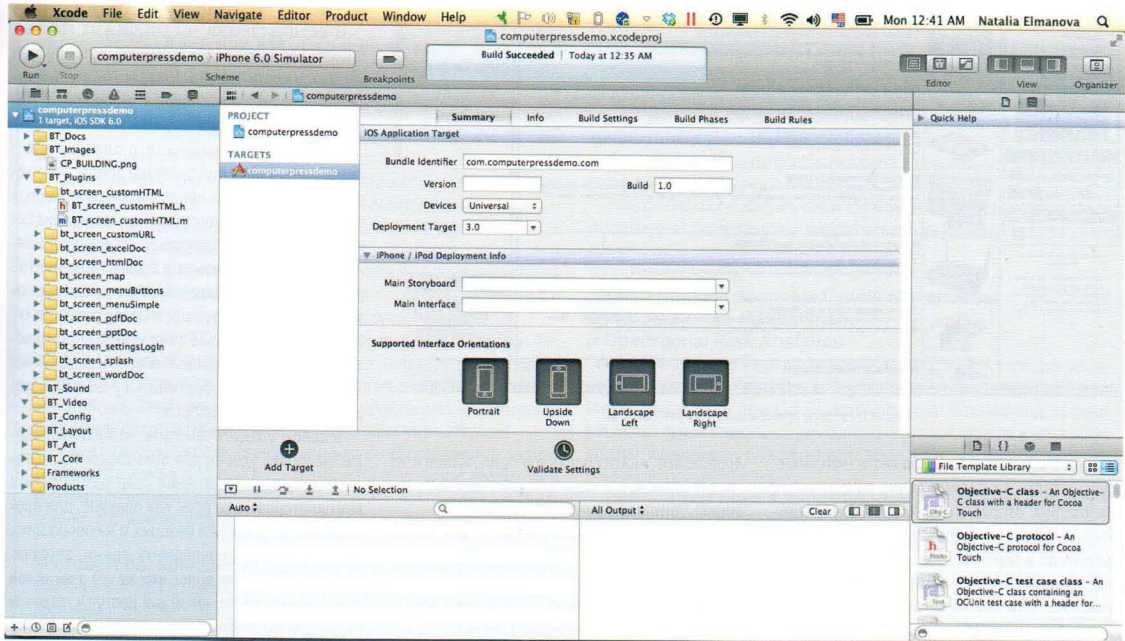 Xcode File Edit View Navigate Editor Product Window Help Mon 12:41 AM Natalia Elmanova
computerpressdemo.xcodeproj
computerpressdemo iPhone 6.0 Simulator
Build Succeeded Today at 12:35 AM
Run Stop Scheme Breakpoints Editor View Organizer
computerpressdemo
computerpressdemo
1 target, iOS SDK 6.0
BT_Docs
BT_Images
CP_BUILDING.png
BT_Plugins
bt_screen_customHTML
h BT_screen_customHTML.h
m BT_screen_customHTML.m
bt_screen_customURL
bt_screen_excelDoc
bt_screen_htmlDoc
bt_screen_map
bt_screen_menuButtons
bt_screen_menuSimple
bt_screen_pdfDoc
bt_screen_pptDoc
bt_screen_settingsLogIn
bt_screen_splash
bt_screen_wordDoc
BT_Sound
BT_Video
BT_Config
BT_Layout
BT_Art
BT_Core
Frameworks
Products
PROJECT
computerpressdemo
TARGETS
computerpressdemo
Summary Info Build Settings Build Phases Build Rules
iOS Application Target
Bundle Identifier com.computerpressdemo.com
Version Build 1.0
Devices Universal
Deployment Target 3.0
iPhone / iPod Deployment Info
Main Storyboard
Main Interface
Supported Interface Orientations
Portrait
Upside Down
Landscape Left
Landscape Right
Add Target
Validate Settings
No Selection
Auto
All Output
Clear
Quick Help
{}
File Template Library
Obj-C
Objective-C class - An Objective-
C class with a header for Cocoa
Touch
h
Proto
Objective-C protocol - An
Objective-C protocol for Cocoa
Touch
Test
Objective-C test case class - An
Objective-C class containing an
OCUnit test case with a header for...